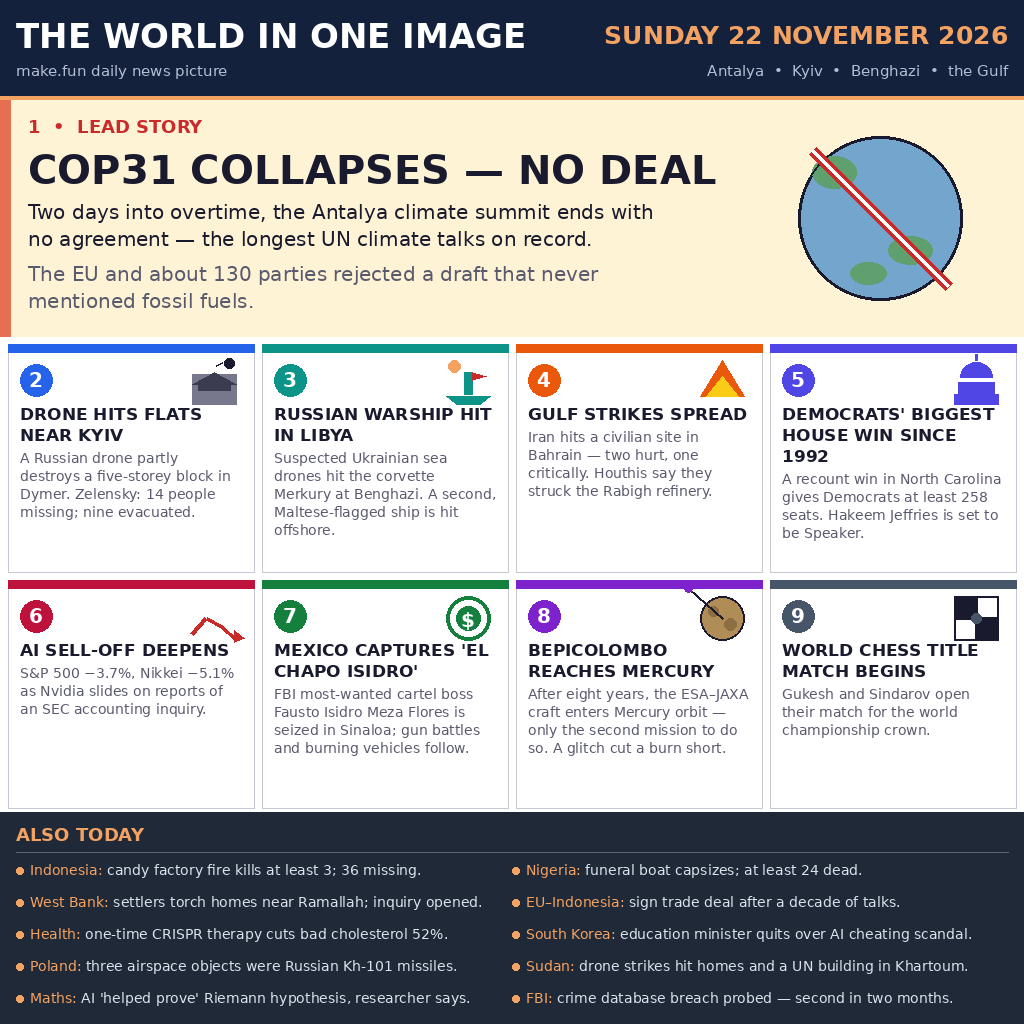 THE WORLD IN ONE IMAGE
SUNDAY 22 NOVEMBER 2026
make.fun daily news picture
Antalya • Kyiv • Benghazi • the Gulf
1 • LEAD STORY
COP31 COLLAPSES — NO DEAL
Two days into overtime, the Antalya climate summit ends with
no agreement — the longest UN climate talks on record.
The EU and about 130 parties rejected a draft that never
mentioned fossil fuels.
2
DRONE HITS FLATS
NEAR KYIV
A Russian drone partly
destroys a five-storey block in
Dymer. Zelensky: 14 people
missing; nine evacuated.
3
RUSSIAN WARSHIP HIT
IN LIBYA
Suspected Ukrainian sea
drones hit the corvette
Merkury at Benghazi. A second,
Maltese-flagged ship is hit
offshore.
4
GULF STRIKES SPREAD
Iran hits a civilian site in
Bahrain — two hurt, one
critically. Houthis say they
struck the Rabigh refinery.
5
DEMOCRATS' BIGGEST
HOUSE WIN SINCE
1992
A recount win in North Carolina
gives Democrats at least 258
seats. Hakeem Jeffries is set to
be Speaker.
6
AI SELL-OFF DEEPENS
S&P 500 −3.7%, Nikkei −5.1%
as Nvidia slides on reports of
an SEC accounting inquiry.
7
$
MEXICO CAPTURES 'EL
CHAPO ISIDRO'
FBI most-wanted cartel boss
Fausto Isidro Meza Flores is
seized in Sinaloa; gun battles
and burning vehicles follow.
8
BEPICOLOMBO
REACHES MERCURY
After eight years, the ESA–JAXA
craft enters Mercury orbit —
only the second mission to do
so. A glitch cut a burn short.
9
WORLD CHESS TITLE
MATCH BEGINS
Gukesh and Sindarov open
their match for the world
championship crown.
ALSO TODAY
Indonesia: candy factory fire kills at least 3; 36 missing.
West Bank: settlers torch homes near Ramallah; inquiry opened.
Health: one-time CRISPR therapy cuts bad cholesterol 52%.
Poland: three airspace objects were Russian Kh-101 missiles.
Maths: AI 'helped prove' Riemann hypothesis, researcher says.
Nigeria: funeral boat capsizes; at least 24 dead.
EU–Indonesia: sign trade deal after a decade of talks.
South Korea: education minister quits over AI cheating scandal.
Sudan: drone strikes hit homes and a UN building in Khartoum.
FBI: crime database breach probed — second in two months.